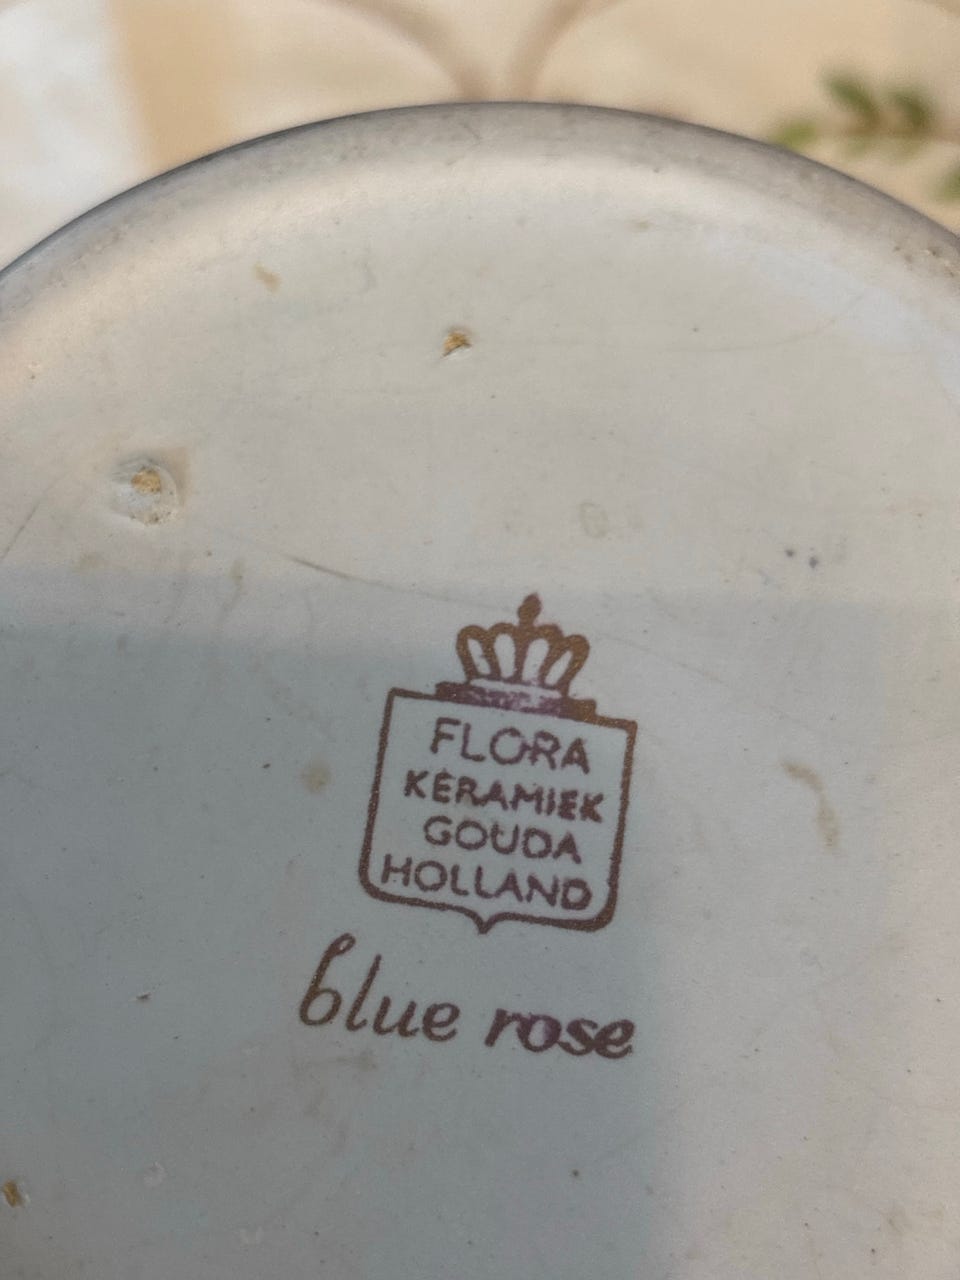 FLORA
KERAMIEK
GOUDA
HOLLAND
blue rose